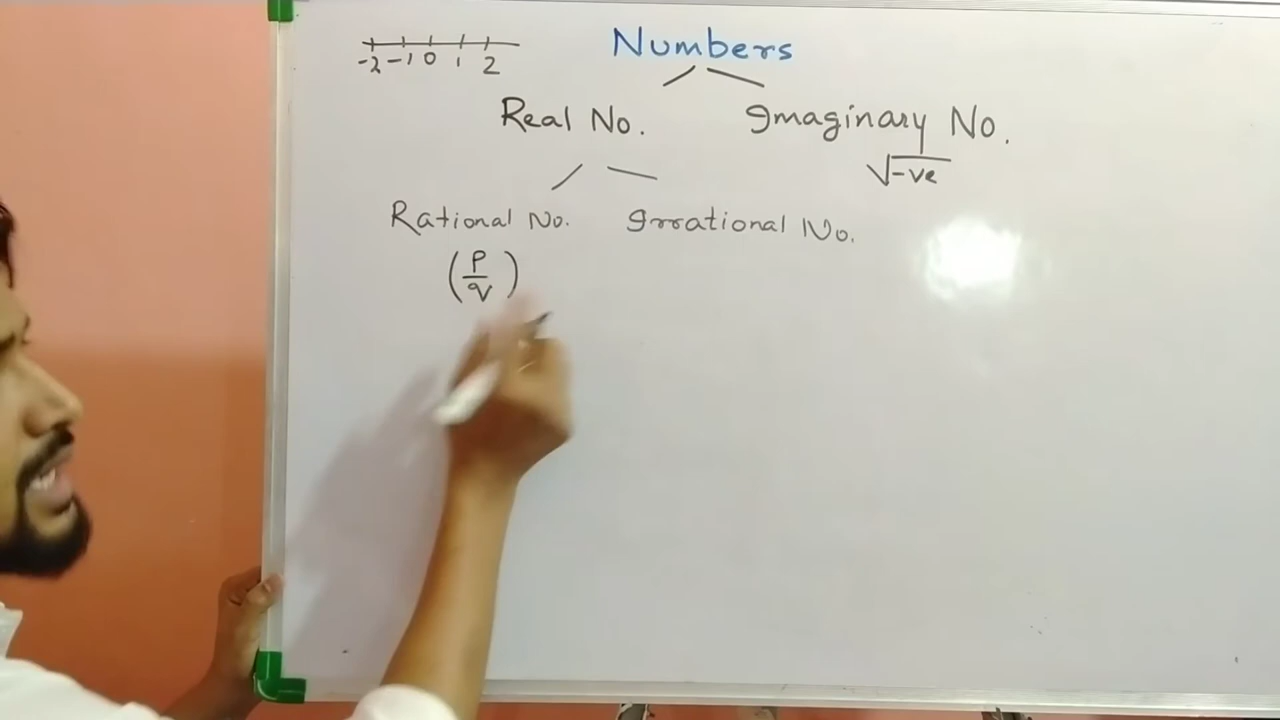 Numbers
-2 -1 0 1 2
Real No. Imaginary No.
√-ve
Rational No. Irrational No.
(p/q)